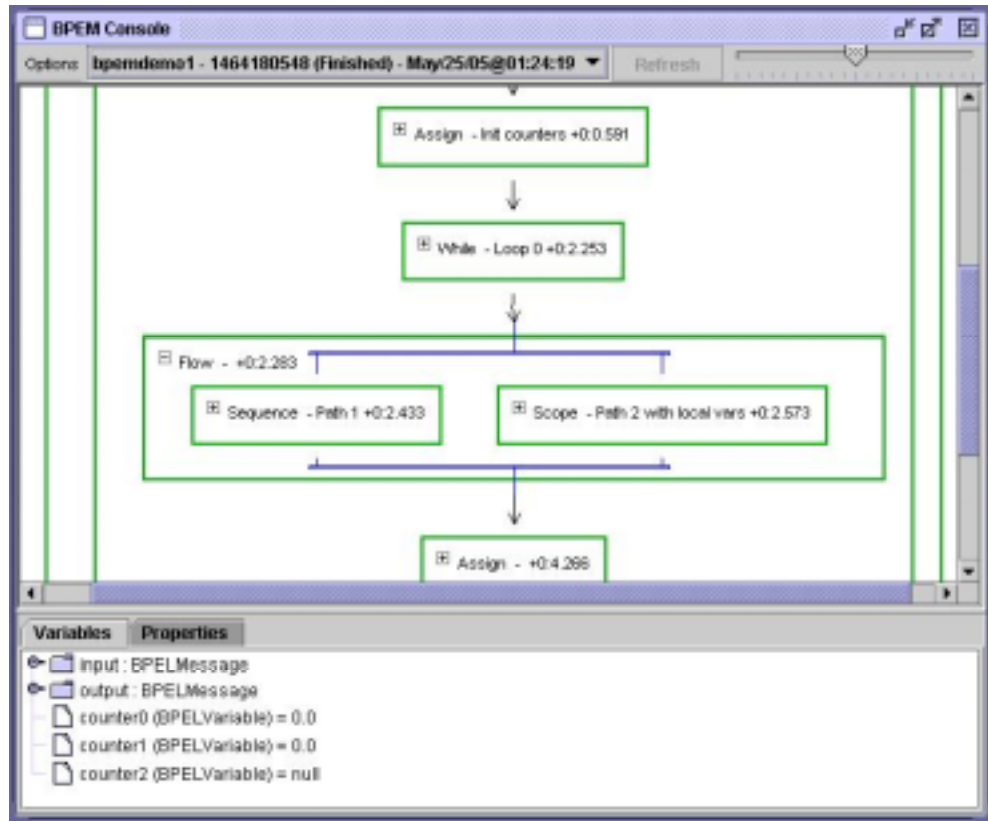 BPEM Console
Options bpemdemo1 - 1464180548 (Finished) - May/25/05@01:24:19 Refresh
Assign - Init counters +0:0.591
While - Loop 0 +0:2.253
Flow - +0:2.283
Sequence - Path 1 +0:2.433
Scope - Path 2 with local vars +0:2.573
Assign - +0:4.266
Variables Properties
input : BPELMessage
output : BPELMessage
counter0 (BPELVariable) = 0.0
counter1 (BPELVariable) = 0.0
counter2 (BPELVariable) = null